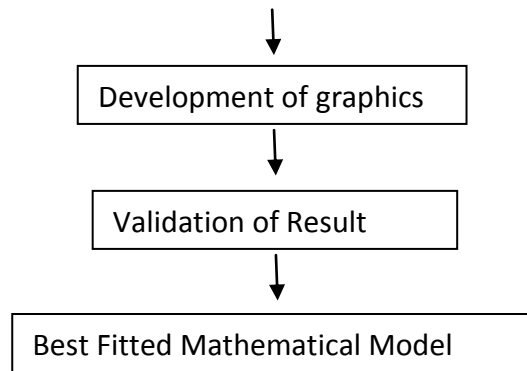 Development of graphics
Validation of Result
Best Fitted Mathematical Model